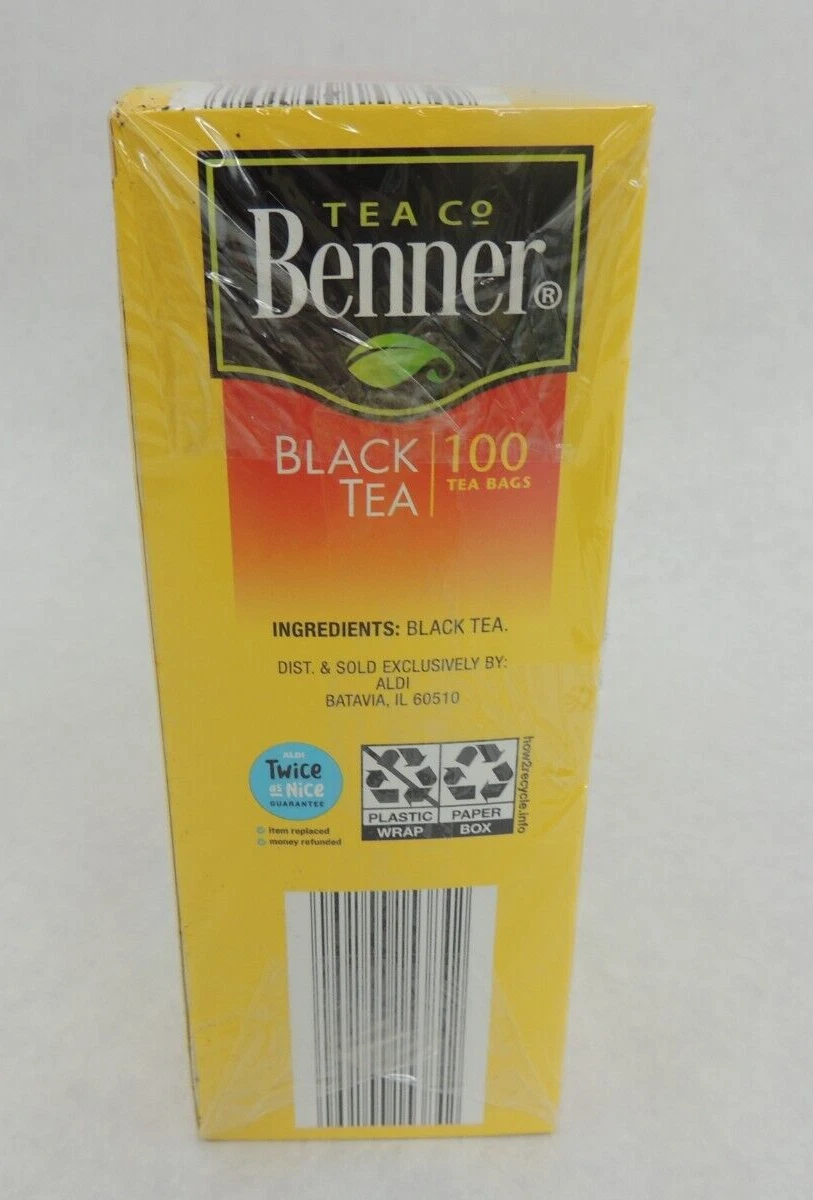 TEA Cº
Benner®
BLACK TEA
100
TEA BAGS
INGREDIENTS: BLACK TEA.
DIST. & SOLD EXCLUSIVELY BY:
ALDI
BATAVIA, IL 60510
ALDI
Twice
as Nice
GUARANTEE
item replaced
money refunded
PLASTIC
WRAP
PAPER
BOX
how2recycle.info